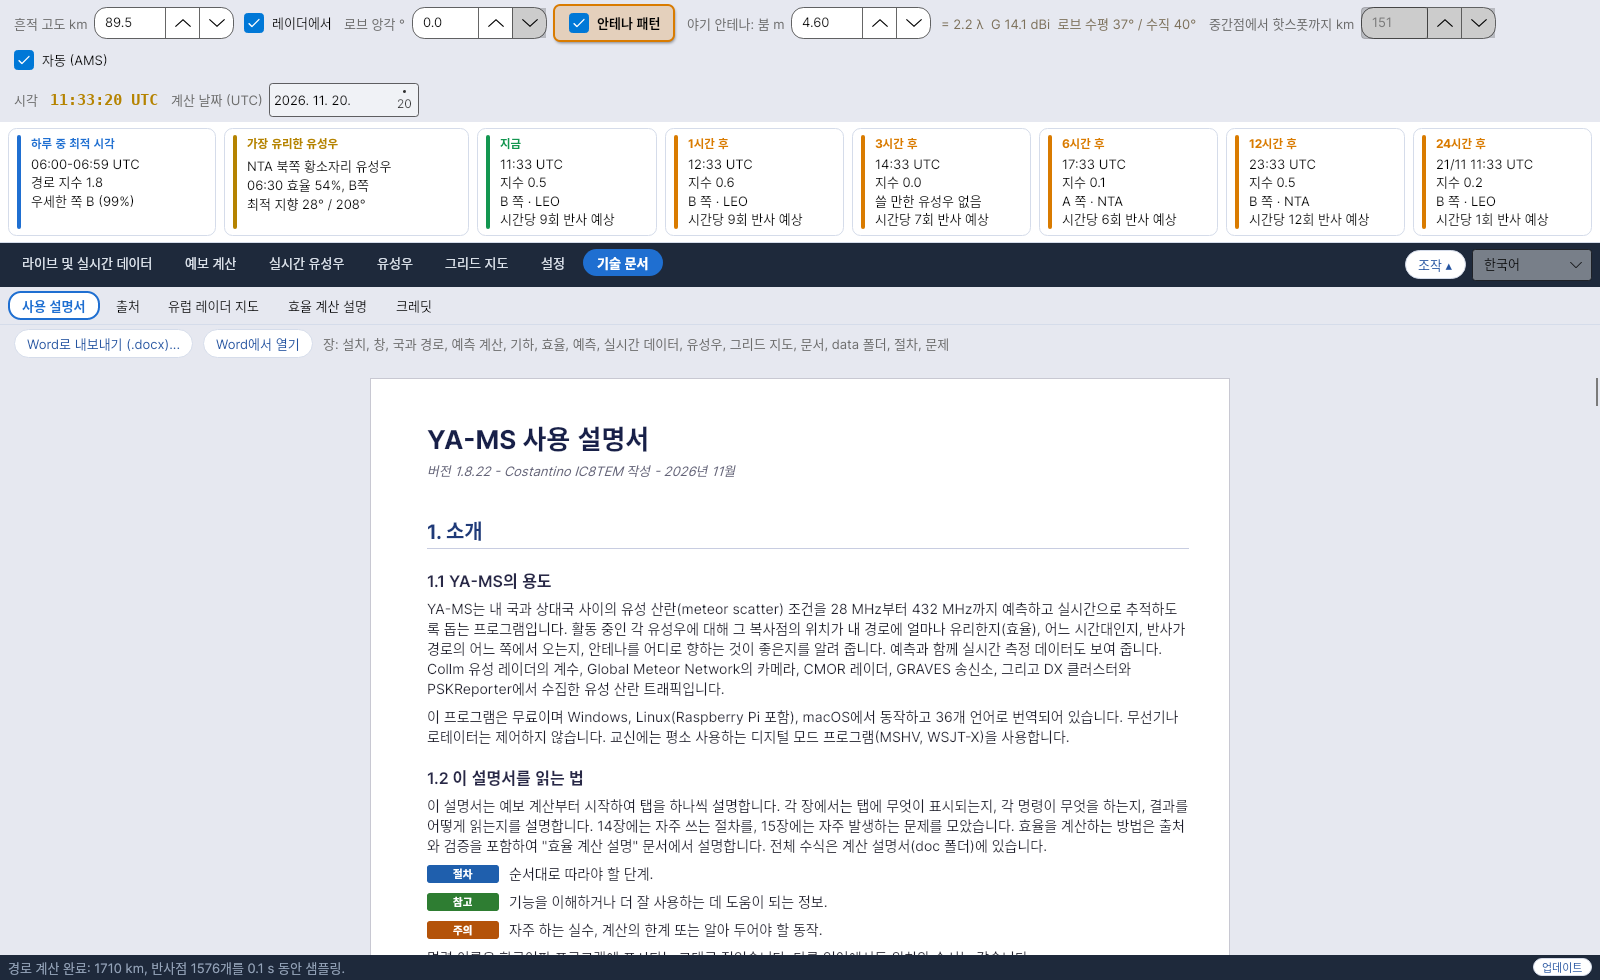 흔적 고도 km 89.5 레이더에서 로브 앙각 ° 0.0 안테나 패턴 야기 안테나: 붐 m 4.60 = 2.2 λ G 14.1 dBi 로브 수평 37° / 수직 40° 중간점에서 핫스폿까지 km 151
자동 (AMS)
시각 11:33:20 UTC 계산 날짜 (UTC) 2026. 11. 20. 20
하루 중 최적 시각
06:00-06:59 UTC
경로 지수 1.8
우세한 쪽 B (99%)
가장 유리한 유성우
NTA 북쪽 황소자리 유성우
06:30 효율 54%, B쪽
최적 지향 28° / 208°
지금
11:33 UTC
지수 0.5
B 쪽 · LEO
시간당 9회 반사 예상
1시간 후
12:33 UTC
지수 0.6
B 쪽 · LEO
시간당 9회 반사 예상
3시간 후
14:33 UTC
지수 0.0
쓸 만한 유성우 없음
시간당 7회 반사 예상
6시간 후
17:33 UTC
지수 0.1
A 쪽 · NTA
시간당 6회 반사 예상
12시간 후
23:33 UTC
지수 0.5
B 쪽 · NTA
시간당 12회 반사 예상
24시간 후
21/11 11:33 UTC
지수 0.2
B 쪽 · LEO
시간당 1회 반사 예상
라이브 및 실시간 데이터 예보 계산 실시간 유성우 유성우 그리드 지도 설정 기술 문서 조작 ▴ 한국어
사용 설명서 출처 유럽 레이더 지도 효율 계산 설명 크레딧
Word로 내보내기 (.docx)... Word에서 열기 장: 설치, 창, 국과 경로, 예측 계산, 기하, 효율, 예측, 실시간 데이터, 유성우, 그리드 지도, 문서, data 폴더, 절차, 문제
YA-MS 사용 설명서
버전 1.8.22 - Costantino IC8TEM 작성 - 2026년 11월
1. 소개
1.1 YA-MS의 용도
YA-MS는 내 국과 상대국 사이의 유성 산란(meteor scatter) 조건을 28 MHz부터 432 MHz까지 예측하고 실시간으로 추적하도
록 돕는 프로그램입니다. 활동 중인 각 유성우에 대해 그 복사점의 위치가 내 경로에 얼마나 유리한지(효율), 어느 시간대인지, 반사가
경로의 어느 쪽에서 오는지, 안테나를 어디로 향하는 것이 좋은지를 알려 줍니다. 예측과 함께 실시간 측정 데이터도 보여 줍니다.
Collm 유성 레이더의 계수, Global Meteor Network의 카메라, CMOR 레이더, GRAVES 송신소, 그리고 DX 클러스터와
PSKReporter에서 수집한 유성 산란 트래픽입니다.
이 프로그램은 무료이며 Windows, Linux(Raspberry Pi 포함), macOS에서 동작하고 36개 언어로 번역되어 있습니다. 무선기나
로테이터는 제어하지 않습니다. 교신에는 평소 사용하는 디지털 모드 프로그램(MSHV, WSJT-X)을 사용합니다.
1.2 이 설명서를 읽는 법
이 설명서는 예보 계산부터 시작하여 탭을 하나씩 설명합니다. 각 장에서는 탭에 무엇이 표시되는지, 각 명령이 무엇을 하는지, 결과를
어떻게 읽는지를 설명합니다. 14장에는 자주 쓰는 절차를, 15장에는 자주 발생하는 문제를 모았습니다. 효율을 계산하는 방법은 출처
와 검증을 포함하여 "효율 계산 설명" 문서에서 설명합니다. 전체 수식은 계산 설명서(doc 폴더)에 있습니다.
절차 순서대로 따라야 할 단계.
참고 기능을 이해하거나 더 잘 사용하는 데 도움이 되는 정보.
주의 자주 하는 실수, 계산의 한계 또는 알아 두어야 할 동작.
경로 계산 완료: 1710 km, 반사점 1576개를 0.1 s 동안 샘플링. 업데이트